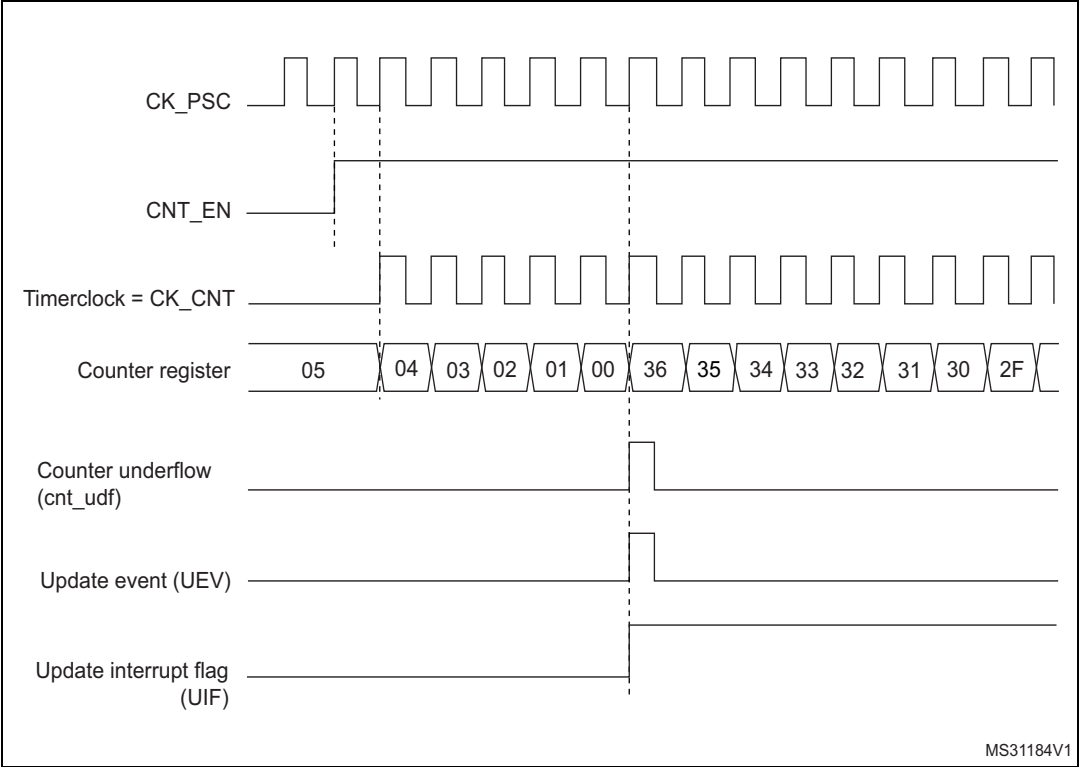 CK_PSC
CNT_EN
Timerclock = CK_CNT
Counter register 05 04 03 02 01 00 36 35 34 33 32 31 30 2F
Counter underflow
(cnt_udf)
Update event (UEV)
Update interrupt flag
(UIF)
MS31184V1